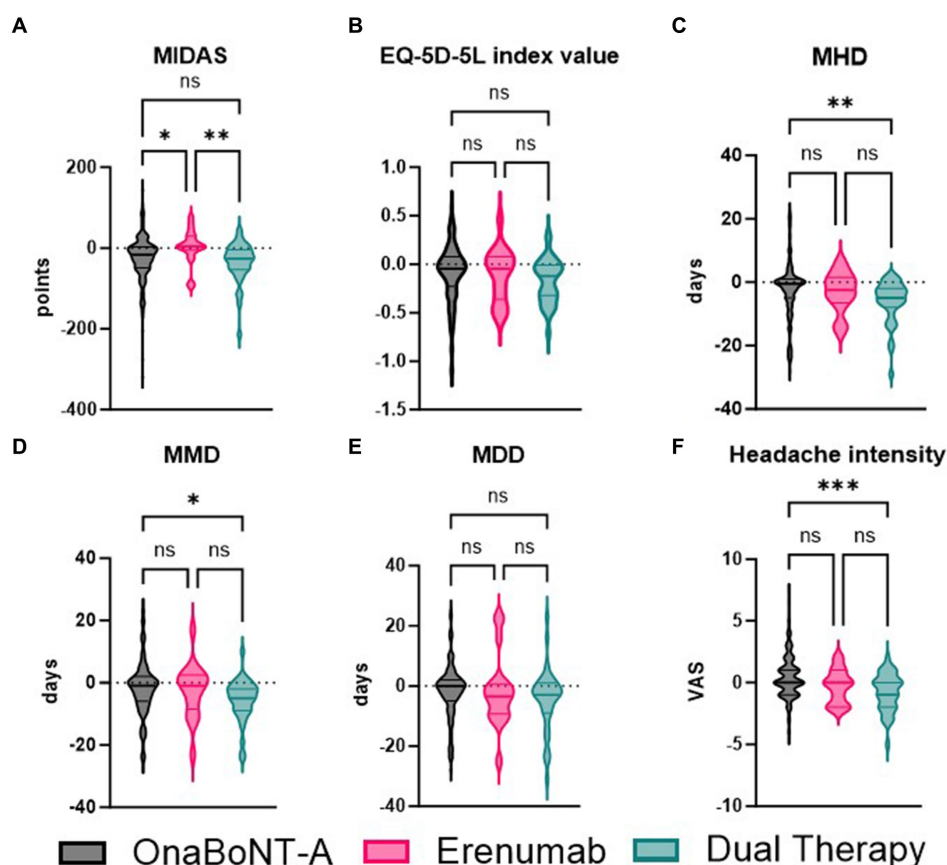 A
MIDAS
ns
* **
200
0
-200
-400
points
B
EQ-5D-5L index value
ns
ns ns
1.0
0.5
0.0
-0.5
-1.0
-1.5
C
MHD
**
ns ns
40
20
0
-20
-40
days
D
MMD
*
ns ns
40
20
0
-20
-40
days
E
MDD
ns
ns ns
40
20
0
-20
-40
days
F
Headache intensity
***
ns ns
10
5
0
-5
-10
VAS
OnaBoNT-A Erenumab Dual Therapy